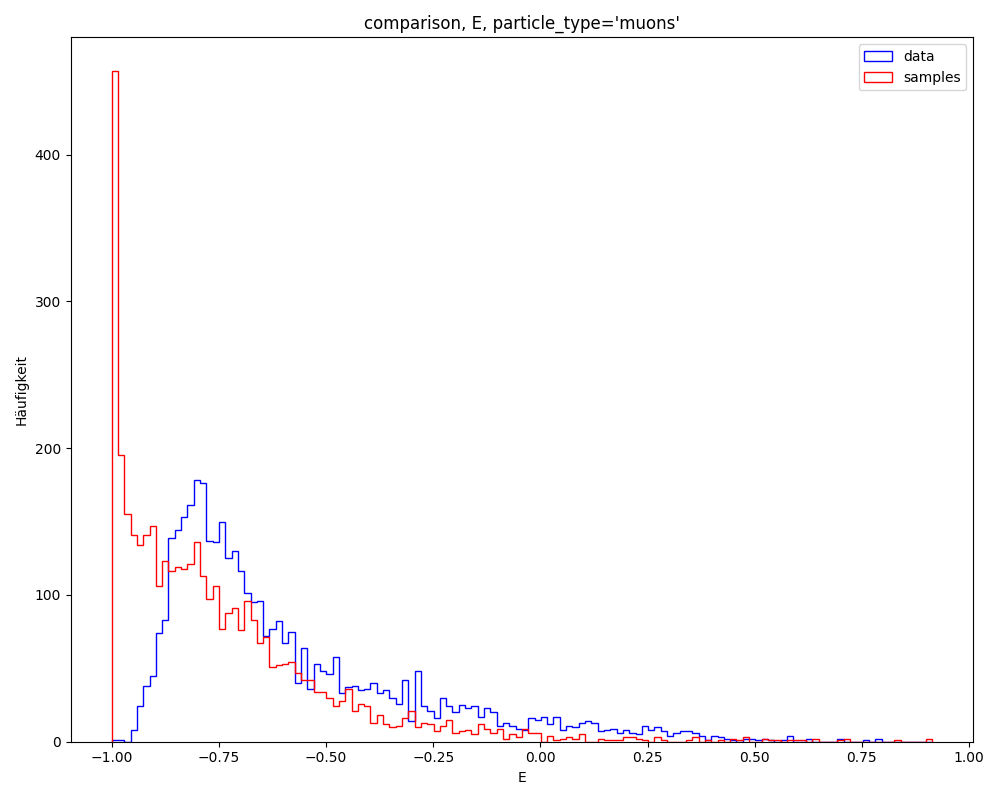 comparison, E, particle_type='muons'
data
samples
Häufigkeit
400
300
200
100
0
−1.00 −0.75 −0.50 −0.25 0.00 0.25 0.50 0.75 1.00
E